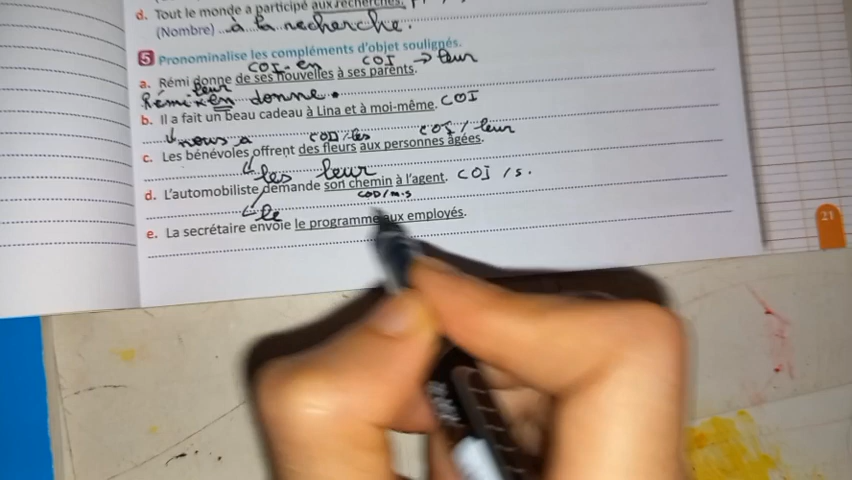 d. Tout le monde a participé aux recherches.
(Nombre) à la recherche.
5 Pronominalise les compléments d'objet soulignés.
COI - en COI → leur
a. Rémi donne de ses nouvelles à ses parents.
leur
Rémi en donne.
b. Il a fait un beau cadeau à Lina et à moi-même. COI
↓ nous a COD/les COI/leur
c. Les bénévoles offrent des fleurs aux personnes âgées.
les leur
d. L'automobiliste demande son chemin à l'agent. COI /s.
COD/m.s
le
e. La secrétaire envoie le programme aux employés.
21